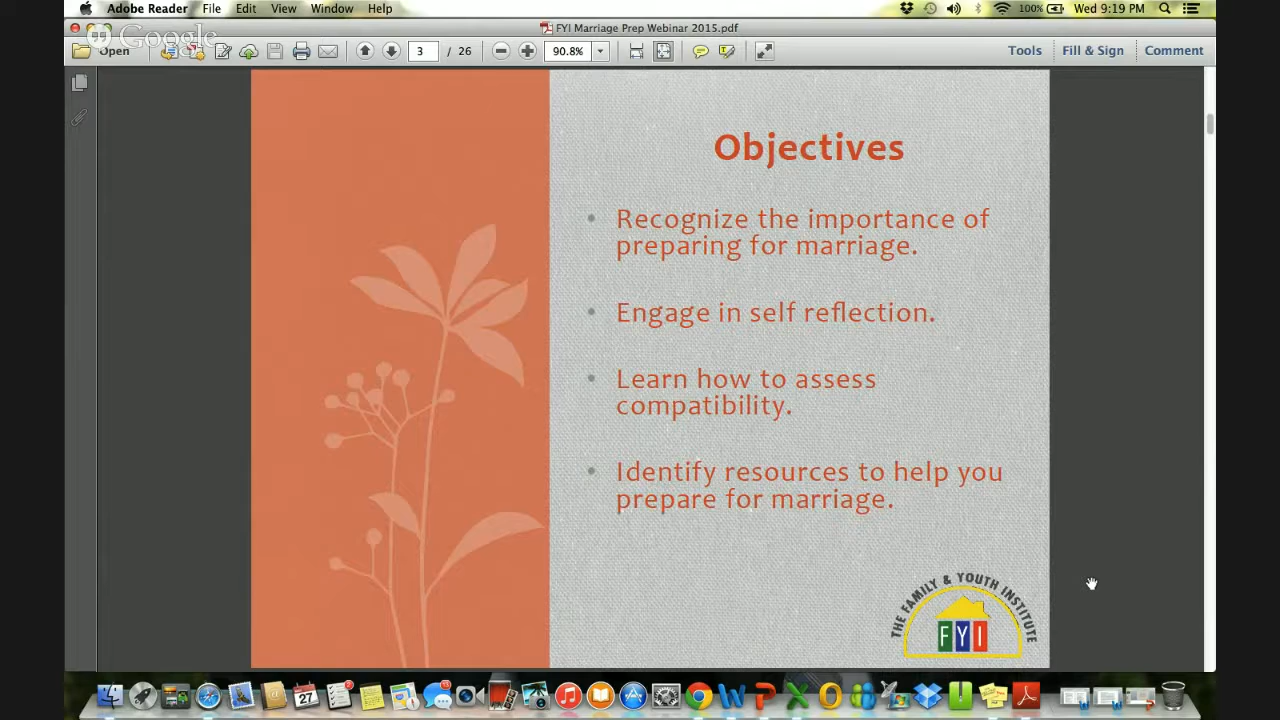 Adobe Reader File Edit View Window Help 100% Wed 9:19 PM
FYI Marriage Prep Webinar 2015.pdf
Google
Open 3 / 26 90.8% Tools Fill & Sign Comment
Objectives
Recognize the importance of
preparing for marriage.
Engage in self reflection.
Learn how to assess
compatibility.
Identify resources to help you
prepare for marriage.
THE FAMILY & YOUTH INSTITUTE
FYI
27